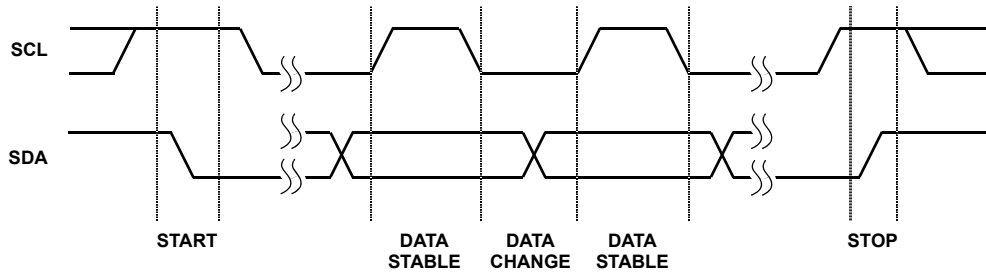 SCL
SDA
START
DATA
STABLE
DATA
CHANGE
DATA
STABLE
STOP